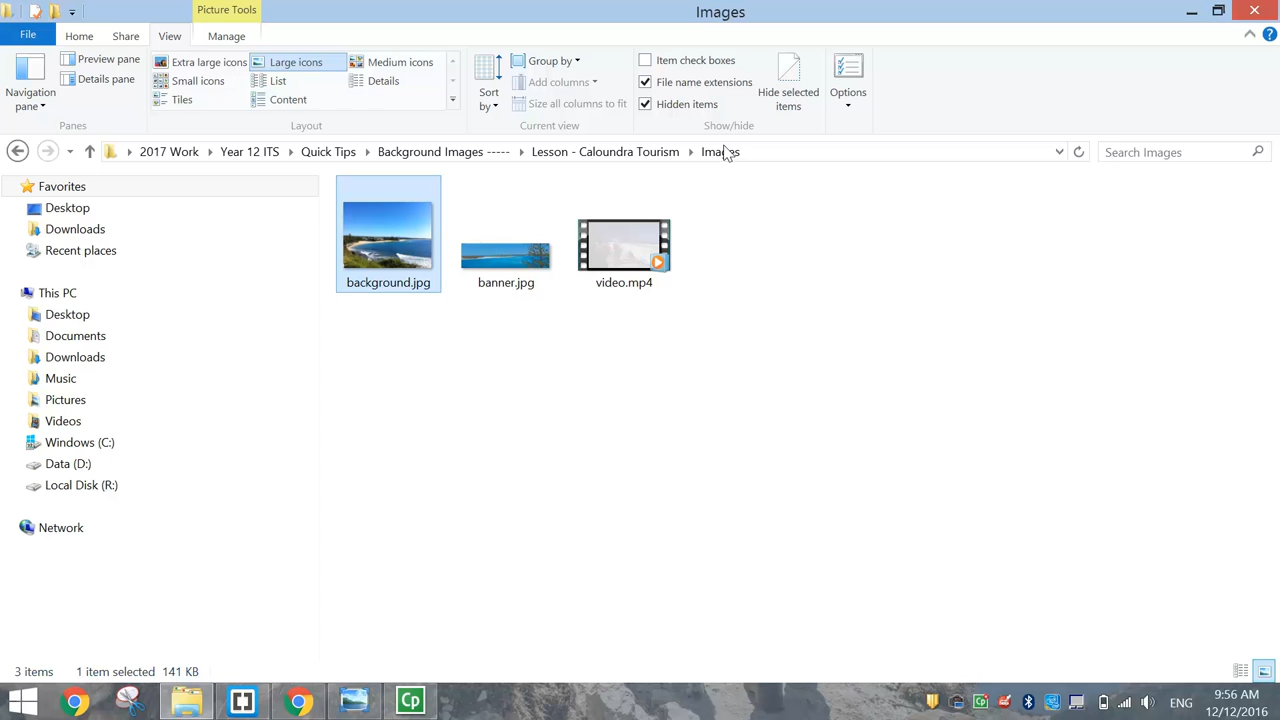 Picture Tools
Images
File Home Share View Manage
Preview pane
Details pane
Navigation pane
Panes
Extra large icons Large icons Medium icons
Small icons List Details
Tiles Content
Layout
Sort by
Group by
Add columns
Size all columns to fit
Current view
Item check boxes
File name extensions
Hidden items
Hide selected items
Show/hide
Options
2017 Work Year 12 ITS Quick Tips Background Images ----- Lesson - Caloundra Tourism Images
Search Images
Favorites
Desktop
Downloads
Recent places
This PC
Desktop
Documents
Downloads
Music
Pictures
Videos
Windows (C:)
Data (D:)
Local Disk (R:)
Network
background.jpg banner.jpg video.mp4
3 items 1 item selected 141 KB
Cp
ENG
9:56 AM
12/12/2016